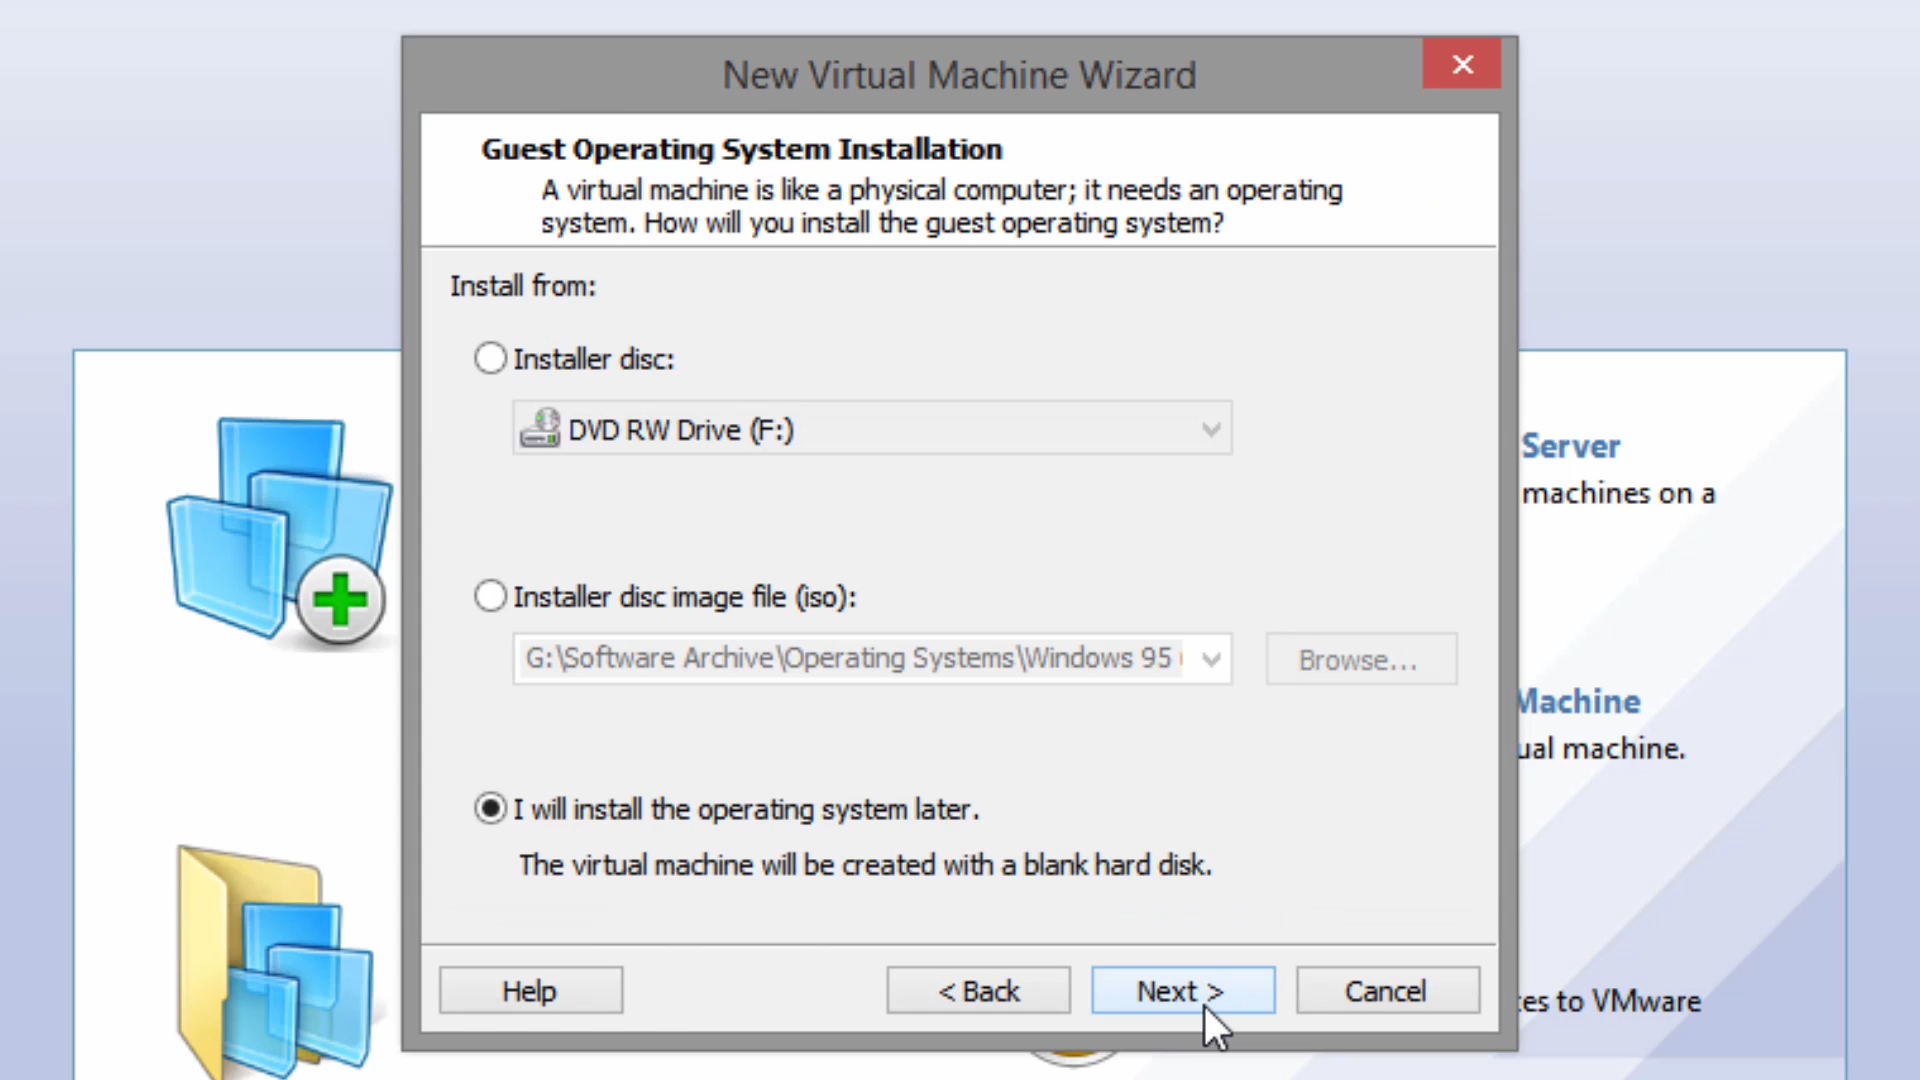 New Virtual Machine Wizard
Guest Operating System Installation
A virtual machine is like a physical computer; it needs an operating
system. How will you install the guest operating system?
Install from:
Installer disc:
DVD RW Drive (F:)
Server
machines on a
Installer disc image file (iso):
G:\Software Archive\Operating Systems\Windows 95
Browse...
Machine
machine.
I will install the operating system later.
The virtual machine will be created with a blank hard disk.
Help
< Back
Next >
Cancel
to VMware